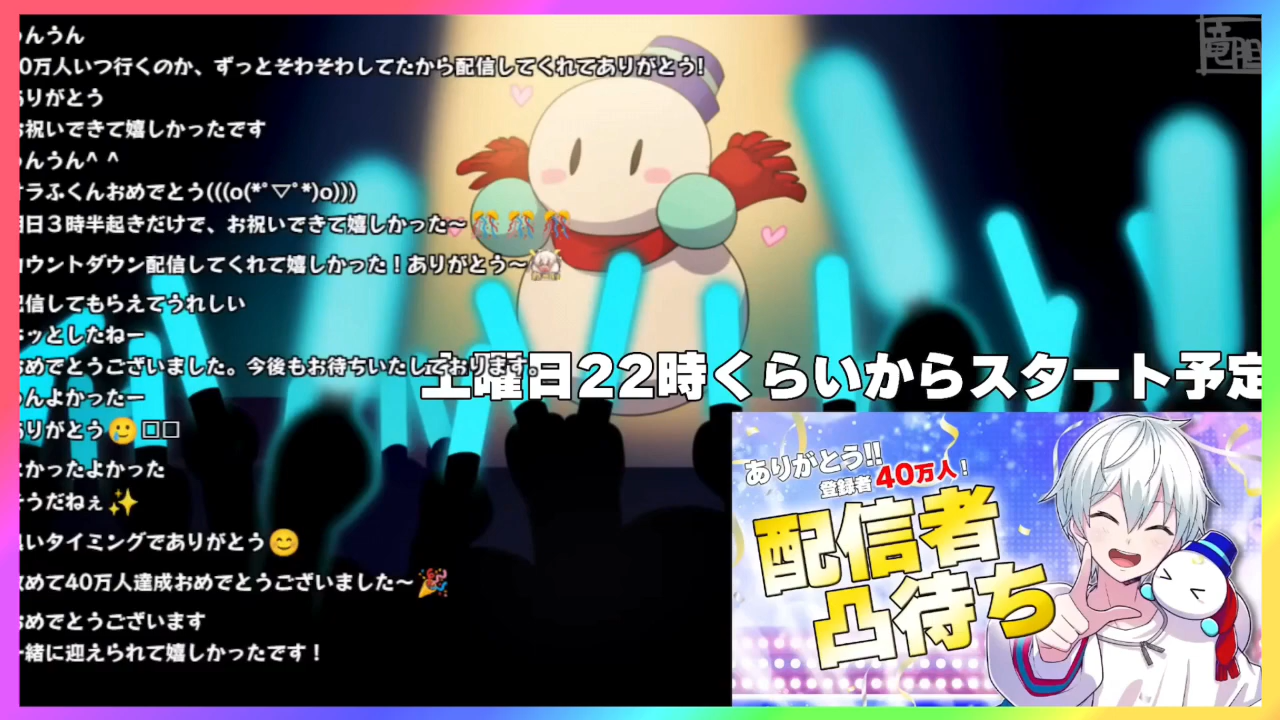 んうん
0万人いつ行くのか、ずっとそわそわしてたから配信してくれてありがとう!
りがとう
お祝いできて嬉しかったです
んうん^ ^
オラふくんおめでとう(((o(*ﾟ▽ﾟ*)o)))
明日３時半起きだけで、お祝いできて嬉しかった〜🎊🎊🎊
カウントダウン配信してくれて嬉しかった！ありがとう〜
配信してもらえてうれしい
ホッとしたねー
おめでとうございました。今後もお待ちいたしております。
んよかったー
りがとう🥲□□
よかったよかった
そうだねぇ✨
いタイミングでありがとう😊
改めて40万人達成おめでとうございました〜🎉
おめでとうございます
一緒に迎えられて嬉しかったです！
土曜日22時くらいからスタート予定
ありがとう!!
登録者40万人!
配信者
凸待ち